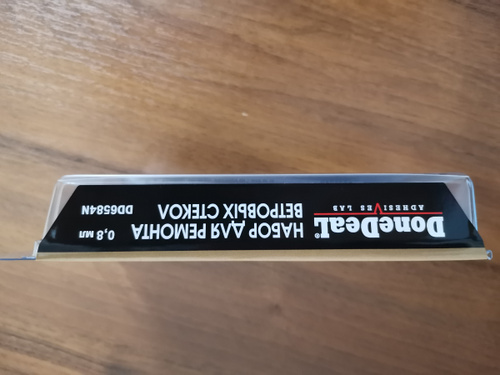 DoneDeaL®
ADHESIVES LAB
НАБОР ДЛЯ РЕМОНТА
ВЕТРОВЫХ СТЕКОЛ
0,8 мл
DD6584N